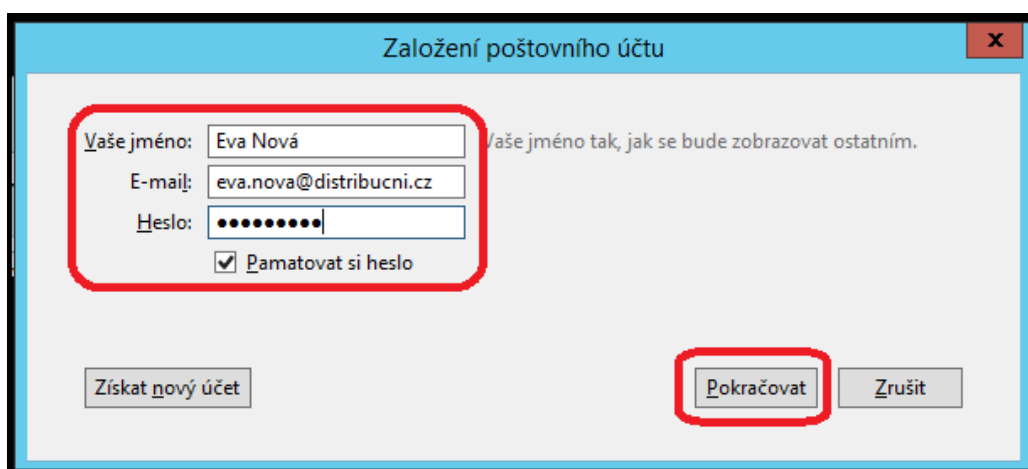 Založení poštovního účtu
x
Vaše jméno: Eva Nová Vaše jméno tak, jak se bude zobrazovat ostatním.
E-mail: eva.nova@distribucni.cz
Heslo: •••••••••
Pamatovat si heslo
Získat nový účet Pokračovat Zrušit